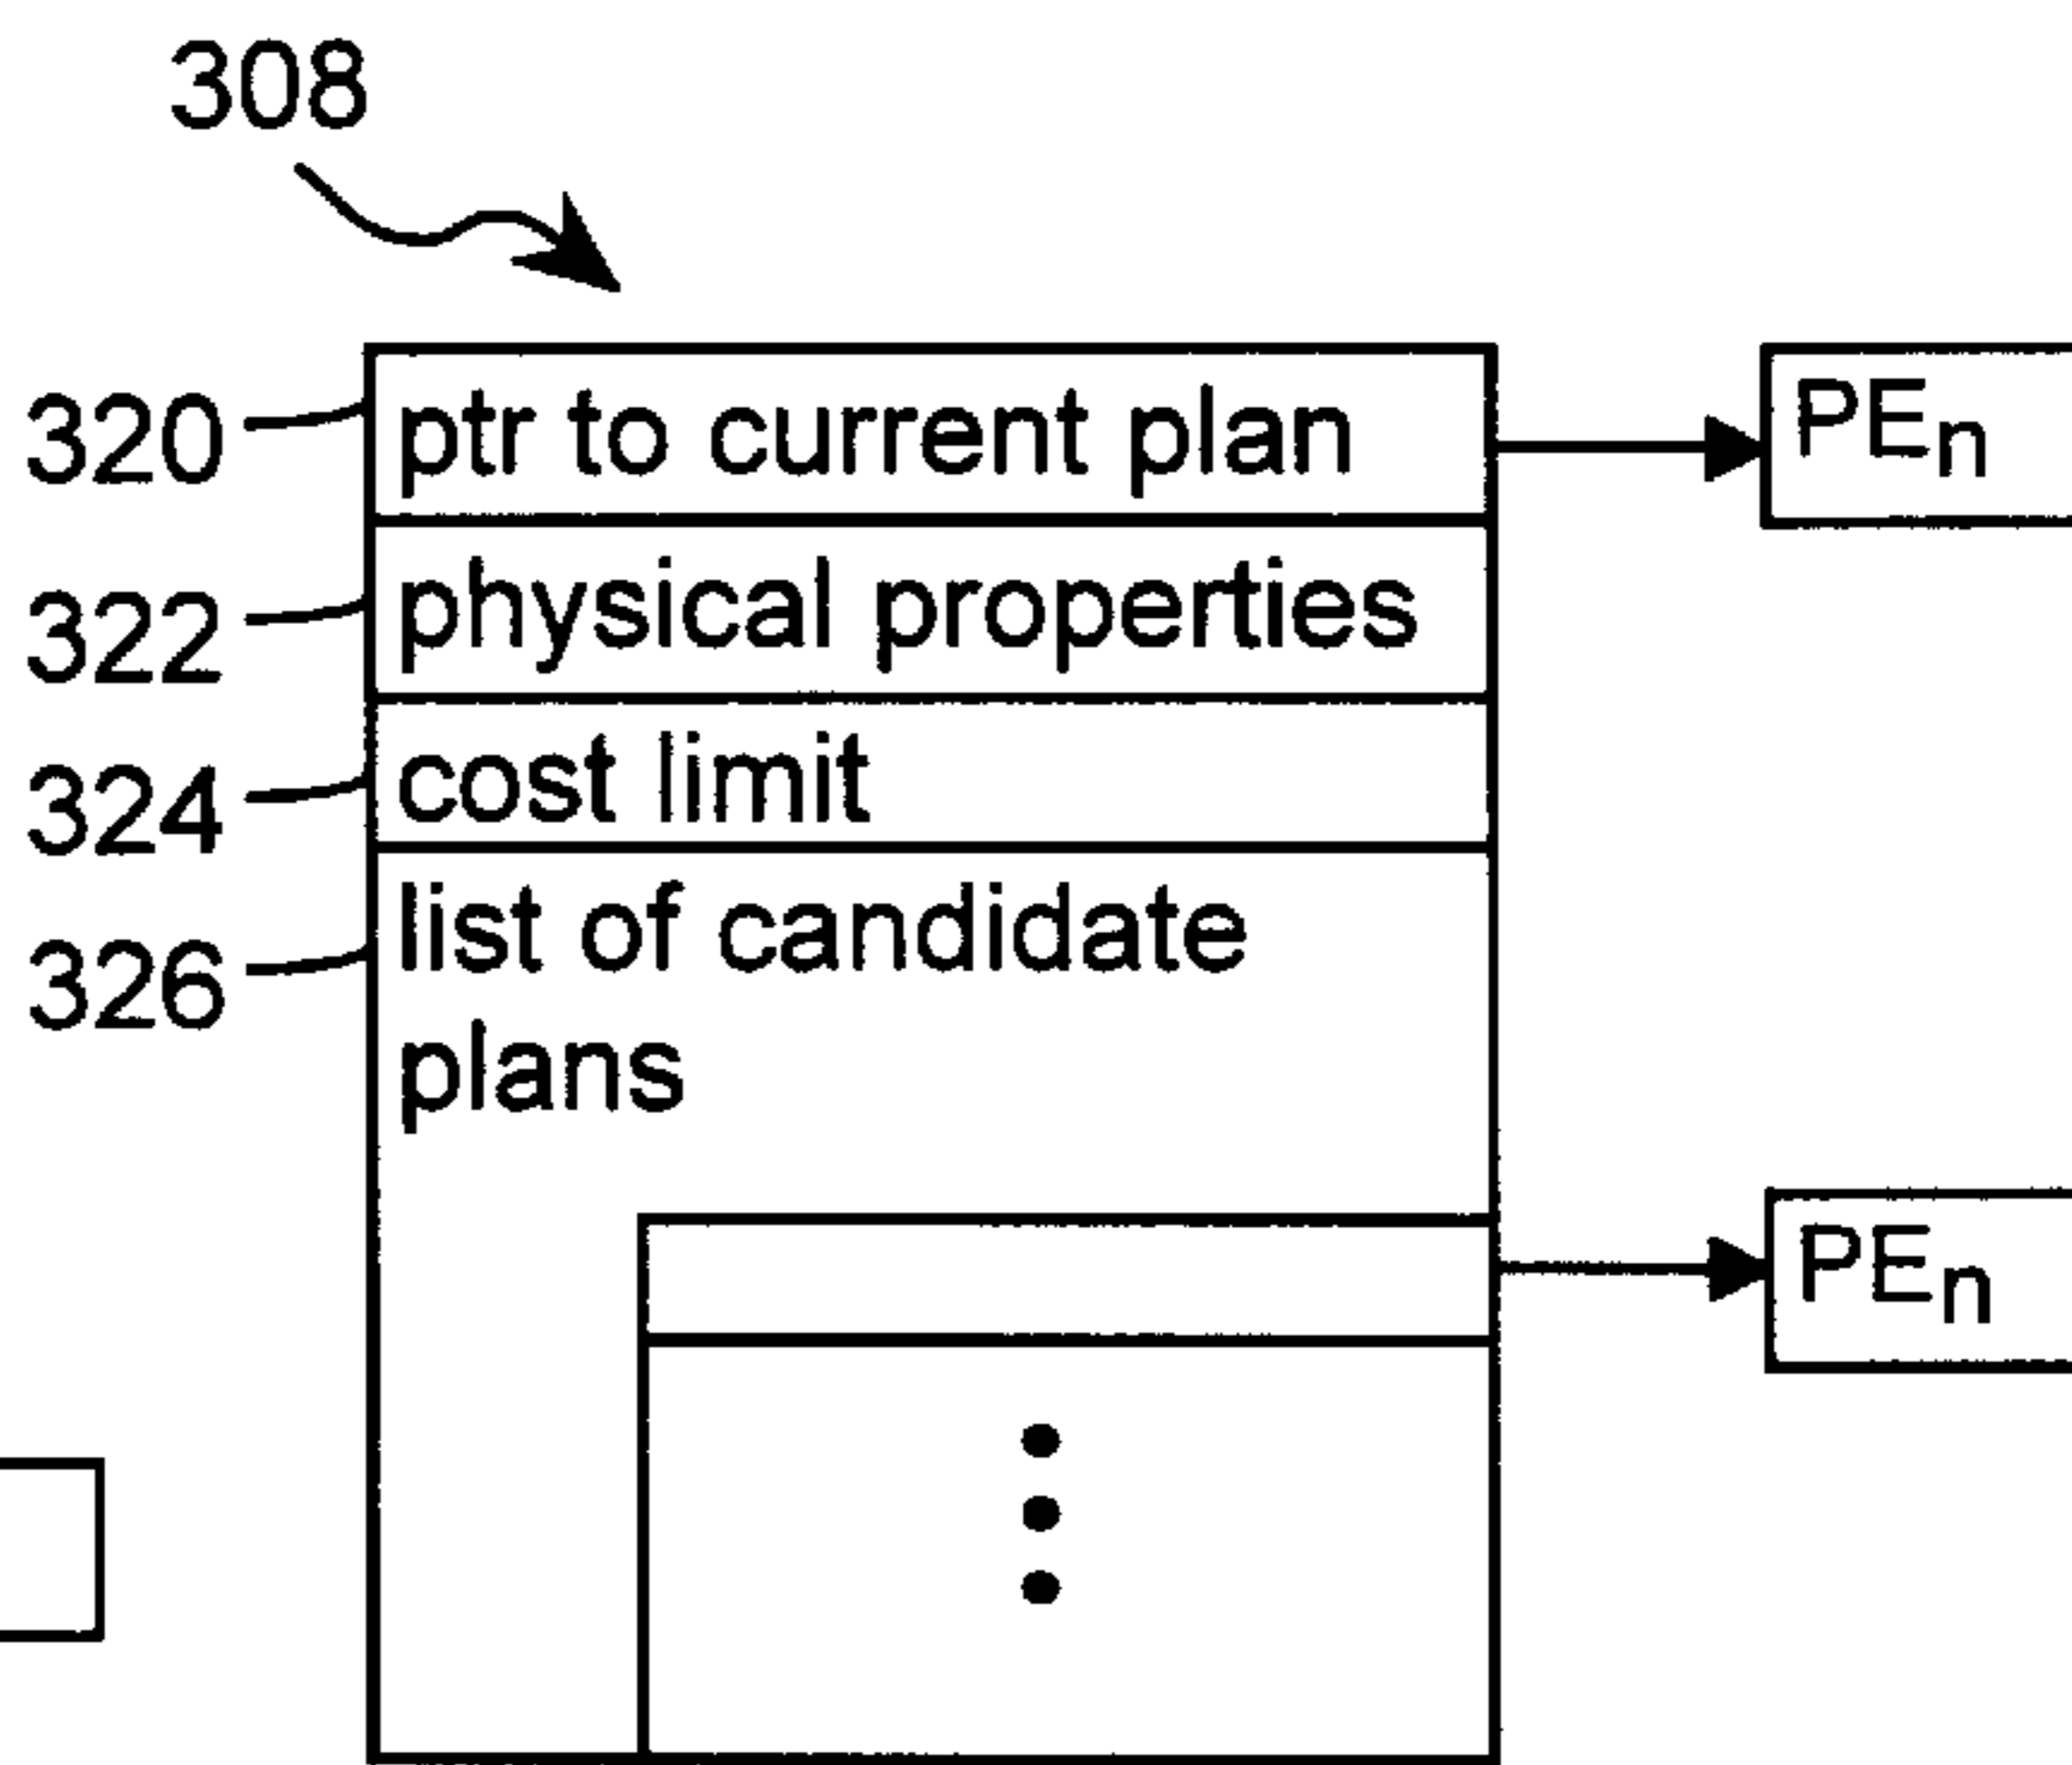 308
320 ptr to current plan PEn
322 physical properties
324 cost limit
326 list of candidate
plans
PEn